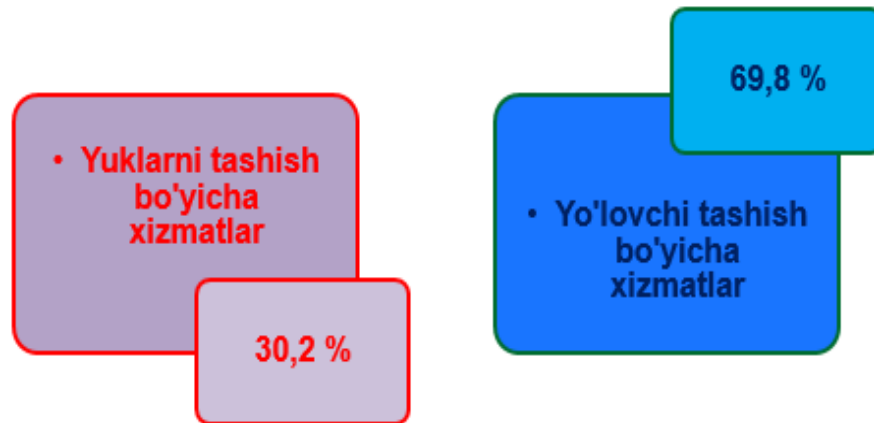 • Yuklarni tashish
bo'yicha
xizmatlar
30,2 %
69,8 %
• Yo'lovchi tashish
bo'yicha
xizmatlar